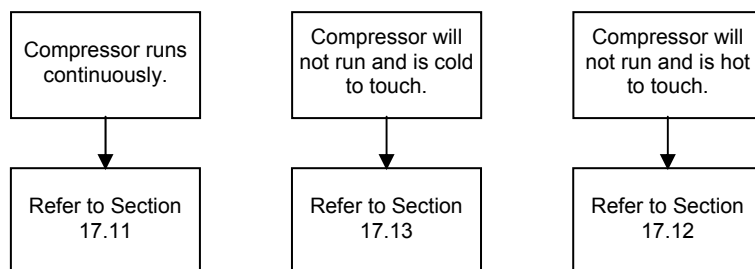 Compressor runs
continuously.
Compressor will
not run and is cold
to touch.
Compressor will
not run and is hot
to touch.
Refer to Section
17.11
Refer to Section
17.13
Refer to Section
17.12